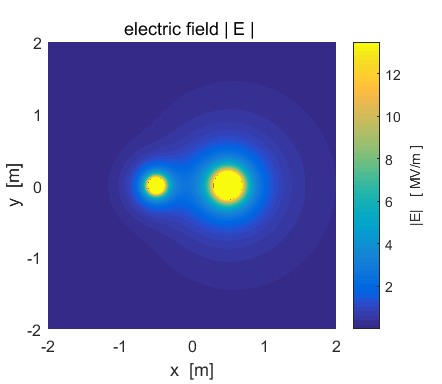 electric field | E |
2
1
0
-1
-2
y [m]
-2 -1 0 1 2
x [m]
12
10
8
6
4
2
|E| [ MV/m ]